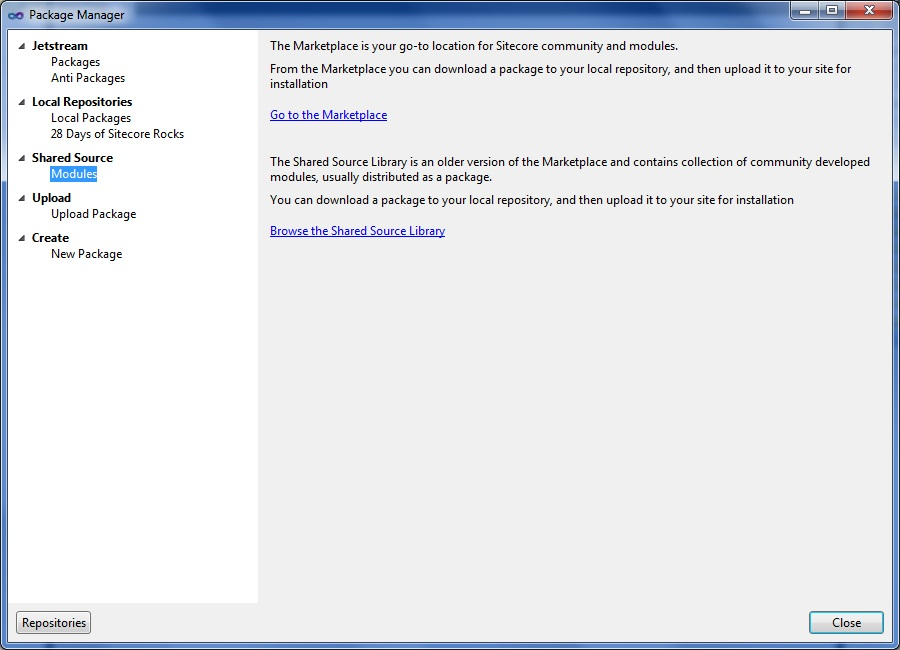 Package Manager
Jetstream
Packages
Anti Packages
Local Repositories
Local Packages
28 Days of Sitecore Rocks
Shared Source
Modules
Upload
Upload Package
Create
New Package
The Marketplace is your go-to location for Sitecore community and modules.
From the Marketplace you can download a package to your local repository, and then upload it to your site for
installation
Go to the Marketplace
The Shared Source Library is an older version of the Marketplace and contains collection of community developed
modules, usually distributed as a package.
You can download a package to your local repository, and then upload it to your site for installation
Browse the Shared Source Library
Repositories
Close